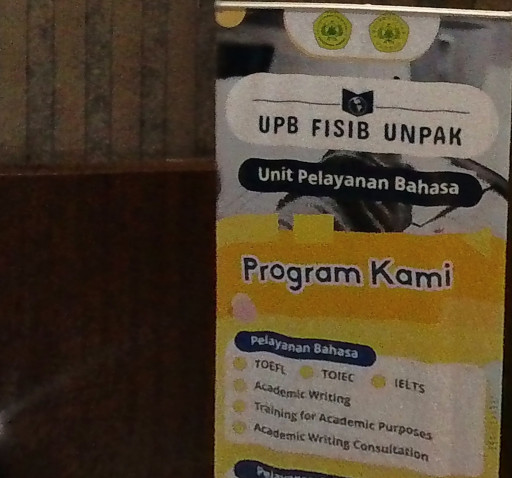 UPB FISIB UNPAK
Unit Pelayanan Bahasa
Program Kami
Pelayanan Bahasa
TOEFL TOIEC IELTS
Academic Writing
Training for Academic Purposes
Academic Writing Consultation